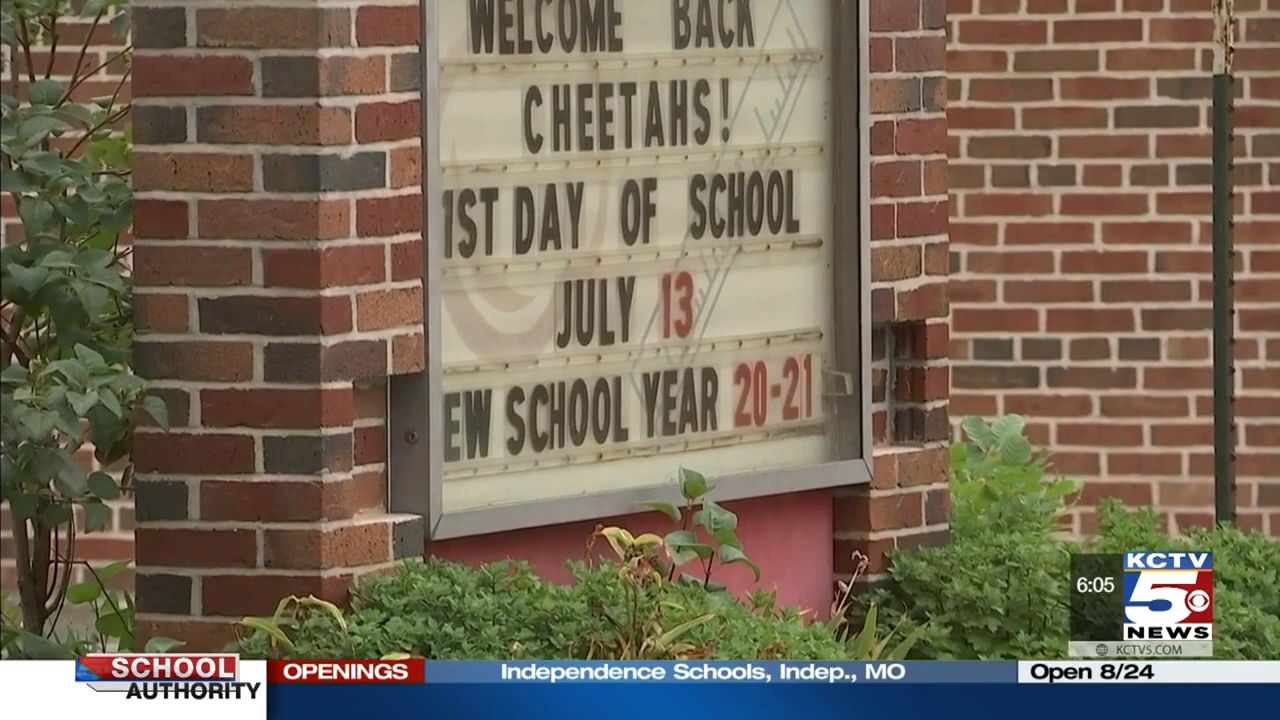 WELCOME BACK
CHEETAHS!
1ST DAY OF SCHOOL
JULY 13
EW SCHOOL YEAR 20-21
6:05
KCTV
5
NEWS
KCTV5.COM
SCHOOL
AUTHORITY
OPENINGS
Independence Schools, Indep., MO
Open 8/24